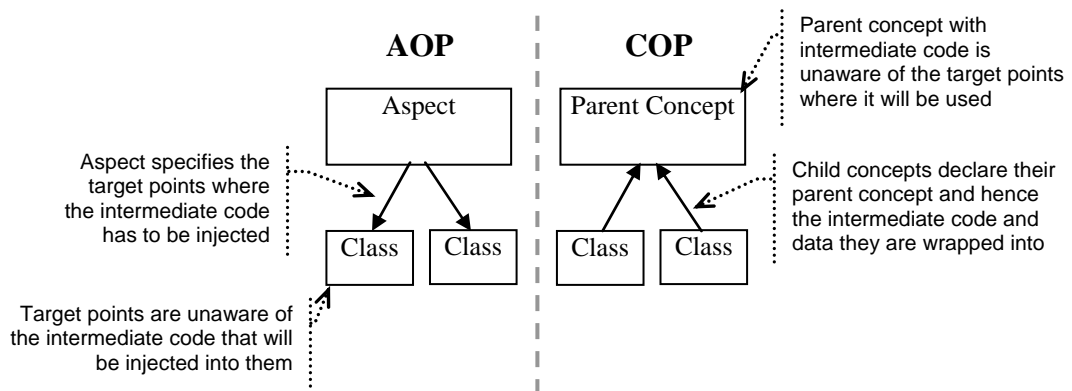 AOP
Aspect
Aspect specifies the
target points where
the intermediate code
has to be injected
Class
Class
Target points are unaware of
the intermediate code that will
be injected into them
COP
Parent Concept
Parent concept with
intermediate code is
unaware of the target points
where it will be used
Child concepts declare their
parent concept and hence
the intermediate code and
data they are wrapped into
Class
Class